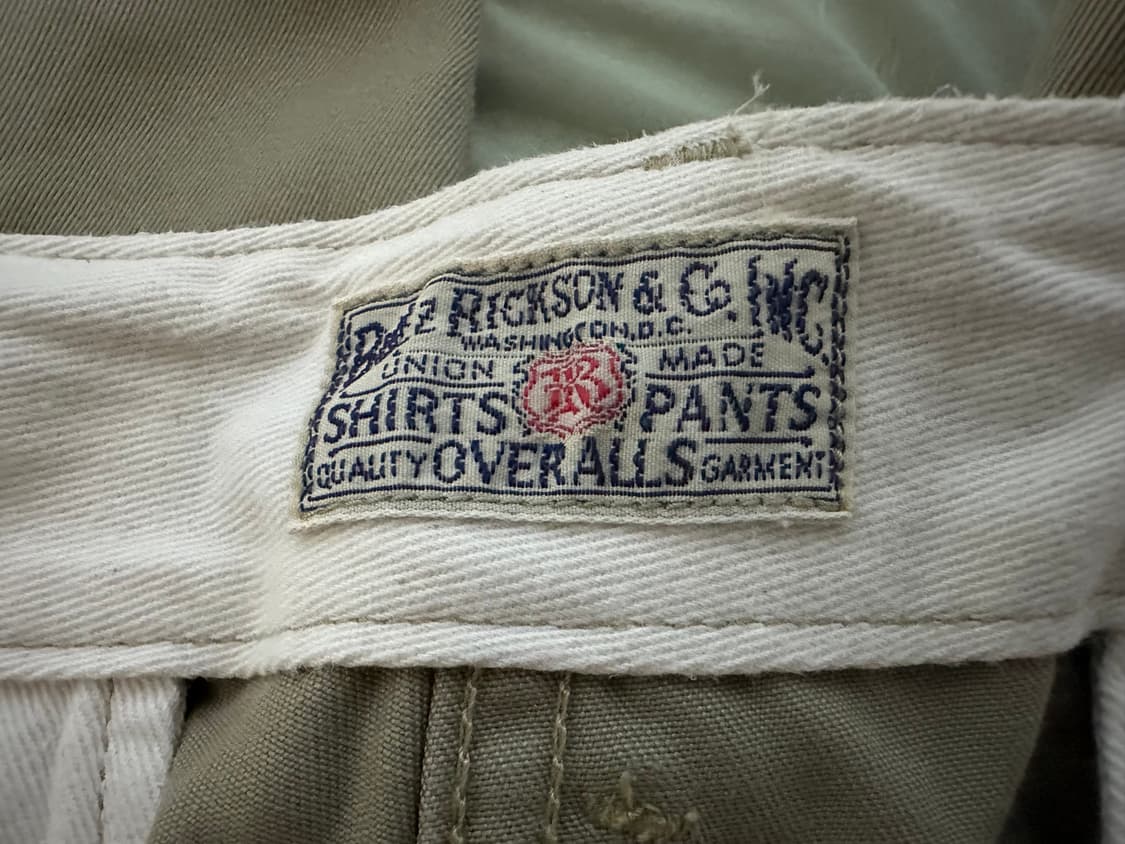 RICKSON & Co. INC.
WASHINGTON, D.C.
UNION MADE
SHIRTS PANTS
QUALITY OVERALLS GARMENT